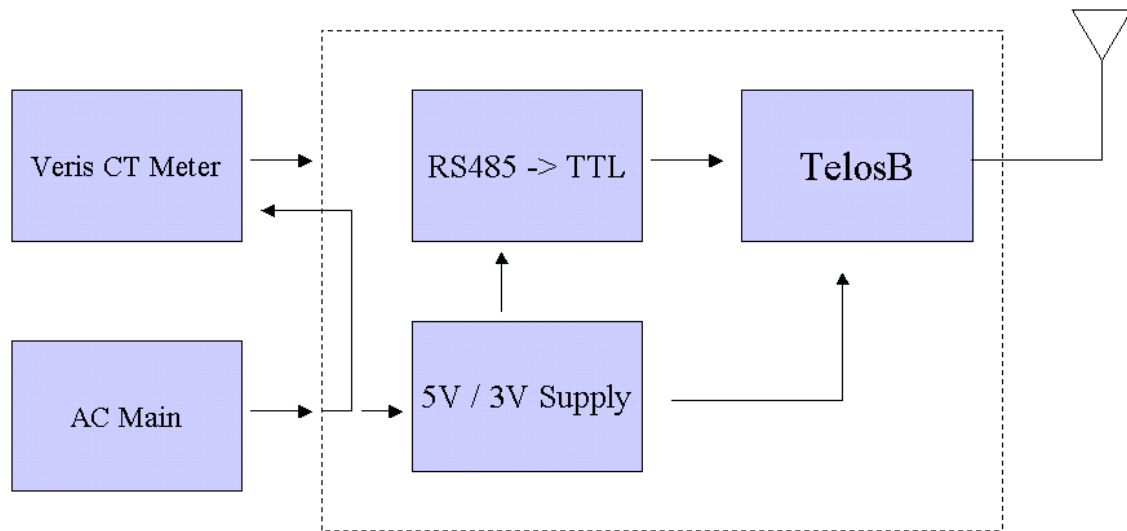 Veris CT Meter
RS485 -> TTL
TelosB
AC Main
5V / 3V Supply